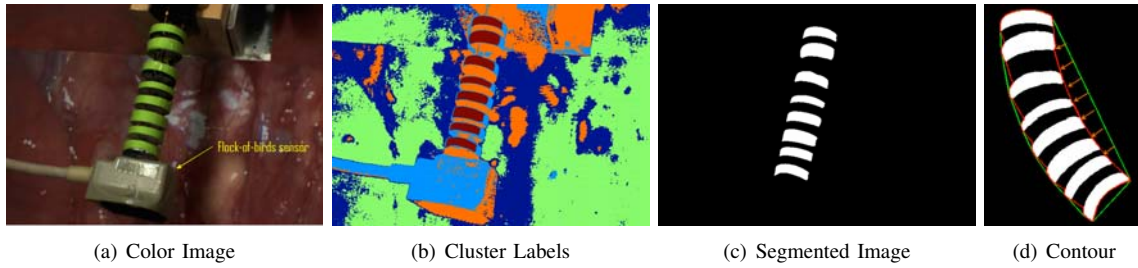 Flock-of-birds sensor
(a) Color Image
(b) Cluster Labels
(c) Segmented Image
(d) Contour